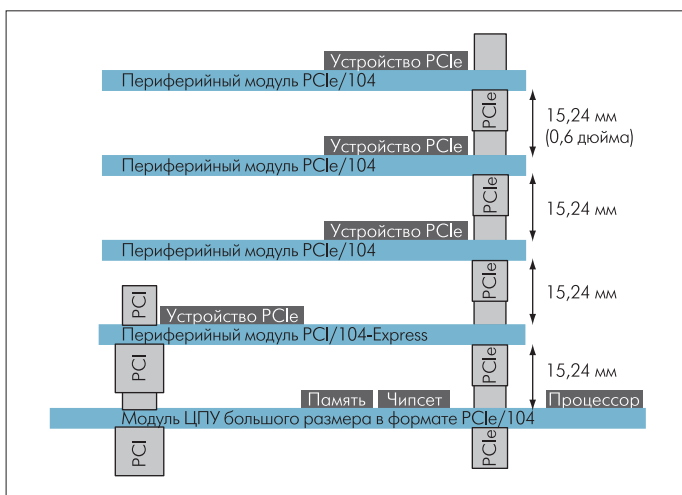 Устройство PCIe
Периферийный модуль PCIe/104
PCIe
15,24 мм
(0,6 дюйма)
Устройство PCIe
Периферийный модуль PCIe/104
PCIe
15,24 мм
Устройство PCIe
Периферийный модуль PCIe/104
PCIe
15,24 мм
PCI
Устройство PCIe
Периферийный модуль PCI/104-Express
PCI
PCIe
15,24 мм
Память
Чипсет
Процессор
Модуль ЦПУ большого размера в формате PCIe/104
PCI
PCIe